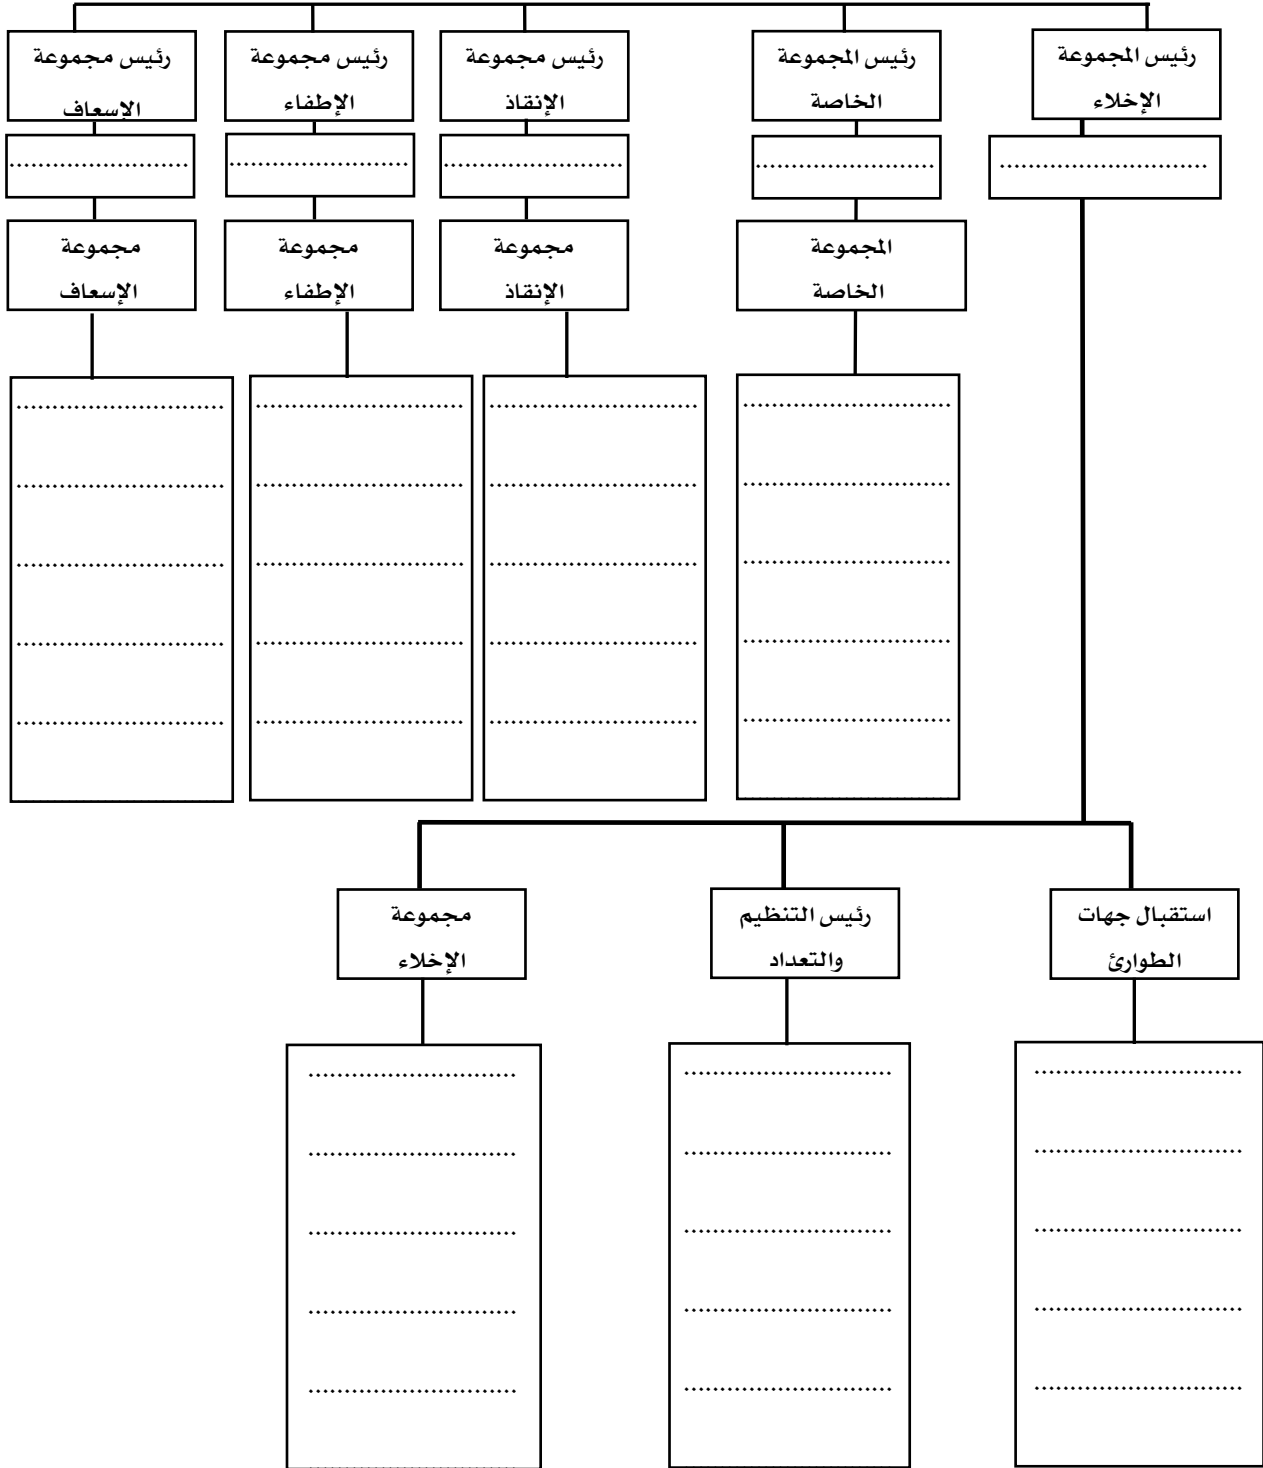 رئيس المجموعة
الإخلاء
رئيس المجموعة
الخاصة
رئيس مجموعة
الإنقاذ
رئيس مجموعة
الإطفاء
رئيس مجموعة
الإسعاف
..........................
..........................
..........................
..........................
..........................
المجموعة
الخاصة
مجموعة
الإنقاذ
مجموعة
الإطفاء
مجموعة
الإسعاف
استقبال جهات
الطوارئ
رئيس التنظيم
والتعداد
مجموعة
الإخلاء